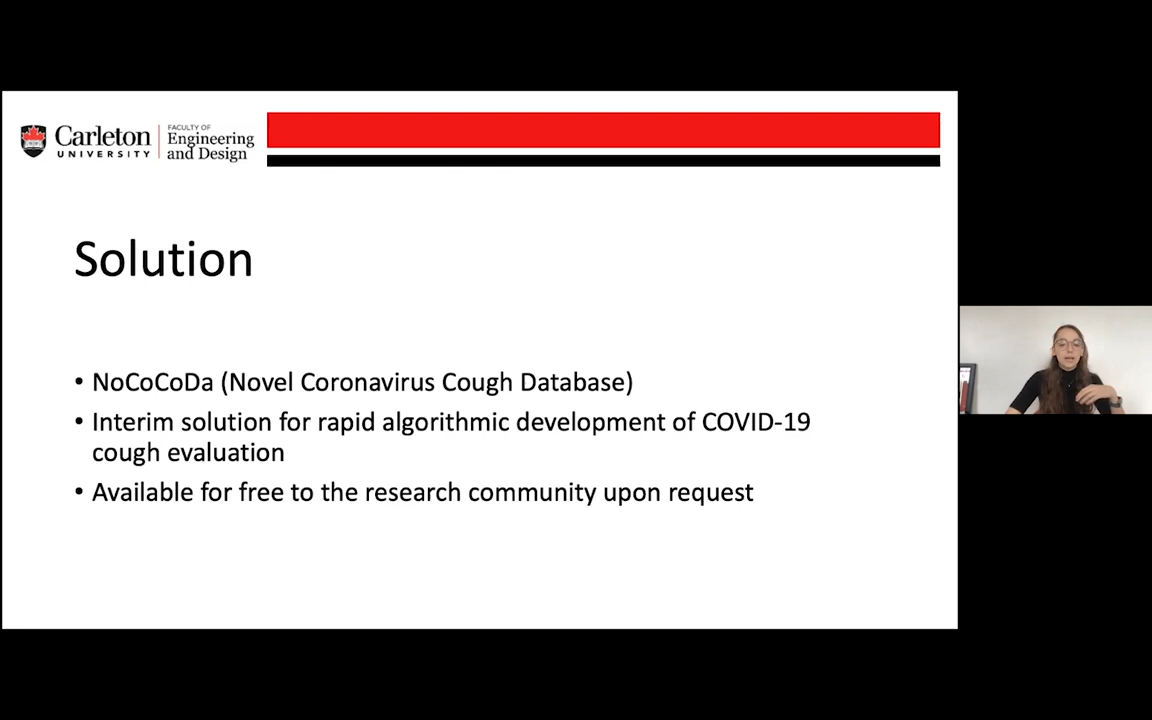 Carleton
UNIVERSITY
FACULTY OF
Engineering
and Design
Solution
• NoCoCoDa (Novel Coronavirus Cough Database)
• Interim solution for rapid algorithmic development of COVID-19
cough evaluation
• Available for free to the research community upon request